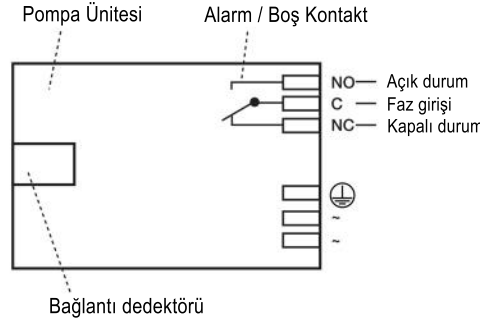 Pompa Ünitesi
Alarm / Boş Kontakt
NO — Açık durum
C — Faz girişi
NC — Kapalı durum
~
~
Bağlantı dedektörü